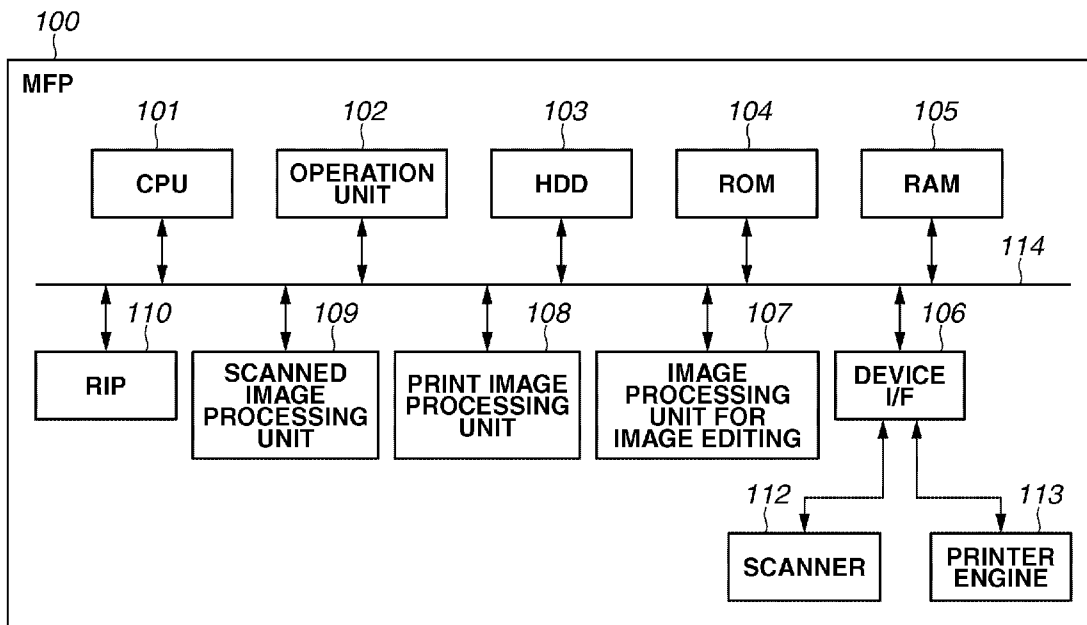 100
MFP
101
102
103
104
105
CPU
OPERATION
UNIT
HDD
ROM
RAM
114
110
109
108
107
106
RIP
SCANNED
IMAGE
PROCESSING
UNIT
PRINT IMAGE
PROCESSING
UNIT
IMAGE
PROCESSING
UNIT FOR
IMAGE EDITING
DEVICE
I/F
112
113
SCANNER
PRINTER
ENGINE